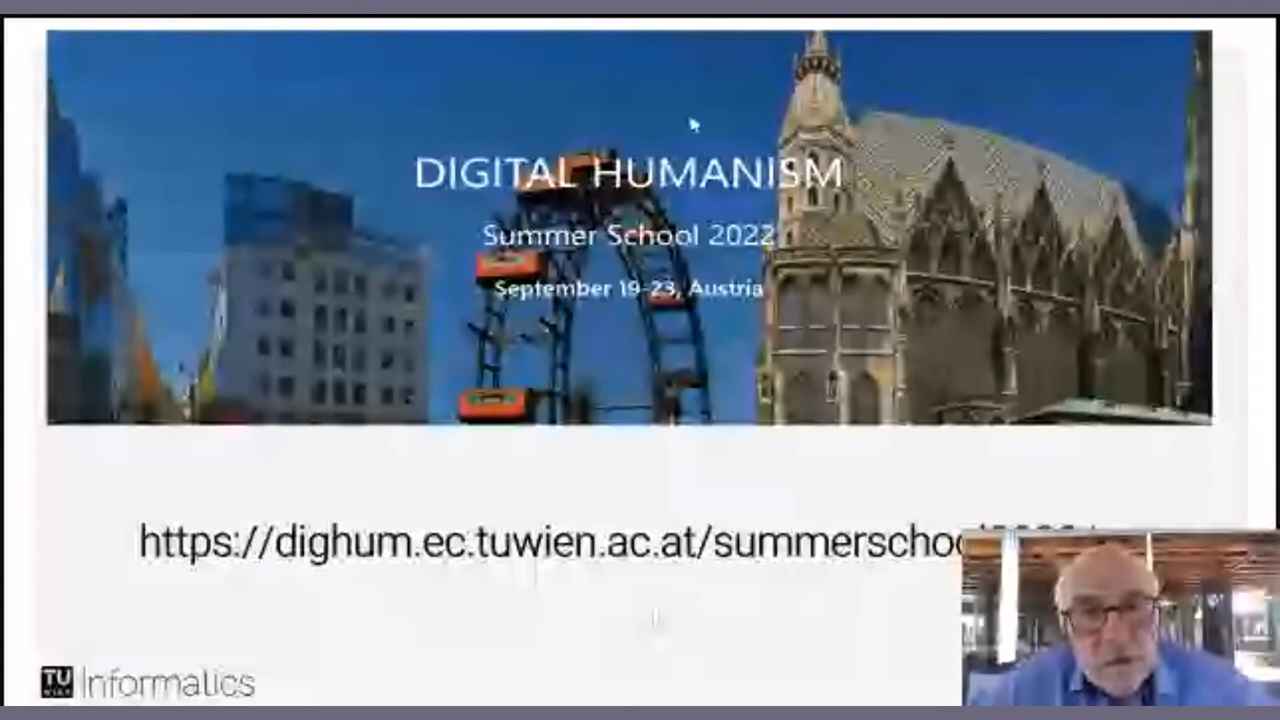 DIGITAL HUMANISM
Summer School 2022
September 19-23, Austria
https://dighum.ec.tuwien.ac.at/summerschoo
TU
Informatics